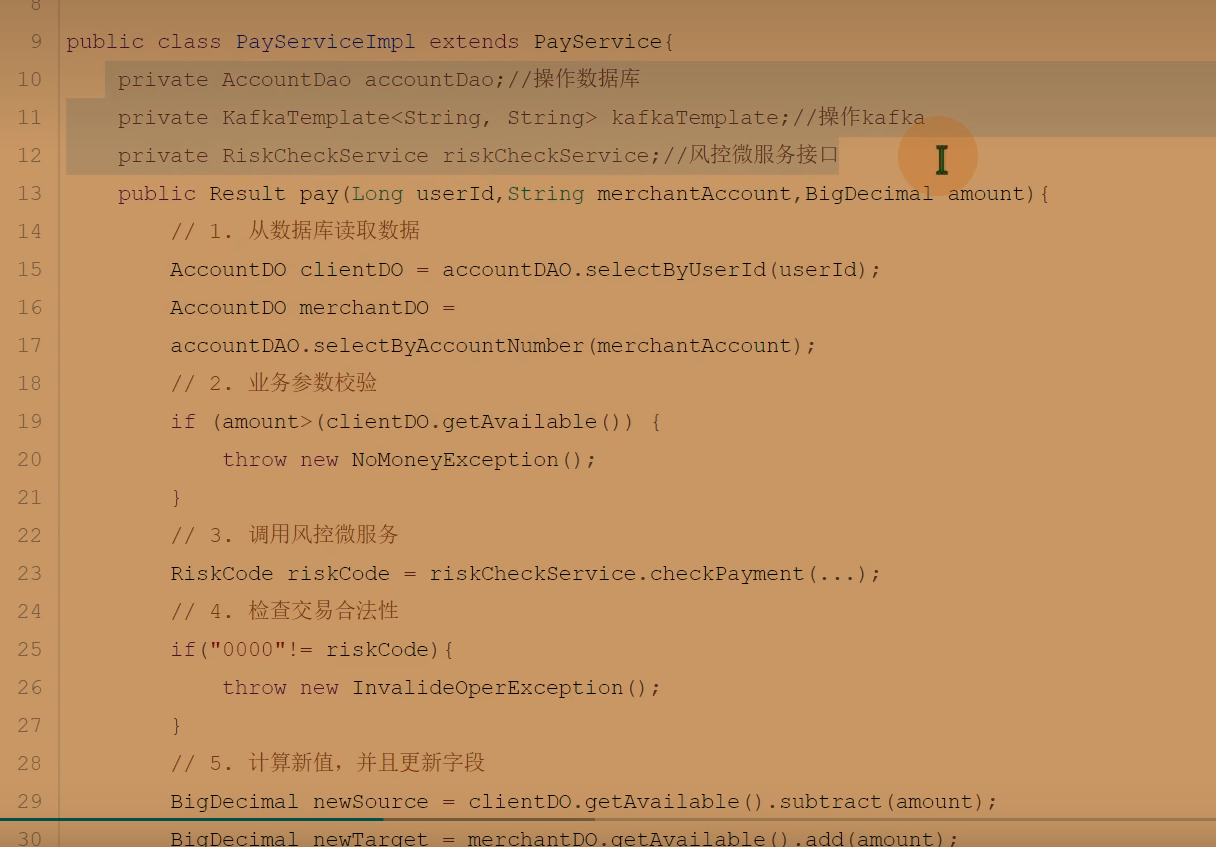 8
9 public class PayServiceImpl extends PayService{
10 private AccountDao accountDao;//操作数据库
11 private KafkaTemplate<String, String> kafkaTemplate;//操作kafka
12 private RiskCheckService riskCheckService;//风控微服务接口
13 public Result pay(Long userId,String merchantAccount,BigDecimal amount){
14 // 1. 从数据库读取数据
15 AccountDO clientDO = accountDAO.selectByUserId(userId);
16 AccountDO merchantDO =
17 accountDAO.selectByAccountNumber(merchantAccount);
18 // 2. 业务参数校验
19 if (amount>(clientDO.getAvailable()) {
20 throw new NoMoneyException();
21 }
22 // 3. 调用风控微服务
23 RiskCode riskCode = riskCheckService.checkPayment(...);
24 // 4. 检查交易合法性
25 if("0000"!= riskCode){
26 throw new InvalideOperException();
27 }
28 // 5. 计算新值，并且更新字段
29 BigDecimal newSource = clientDO.getAvailable().subtract(amount);
30 BigDecimal newTarget = merchantDO.getAvailable().add(amount);